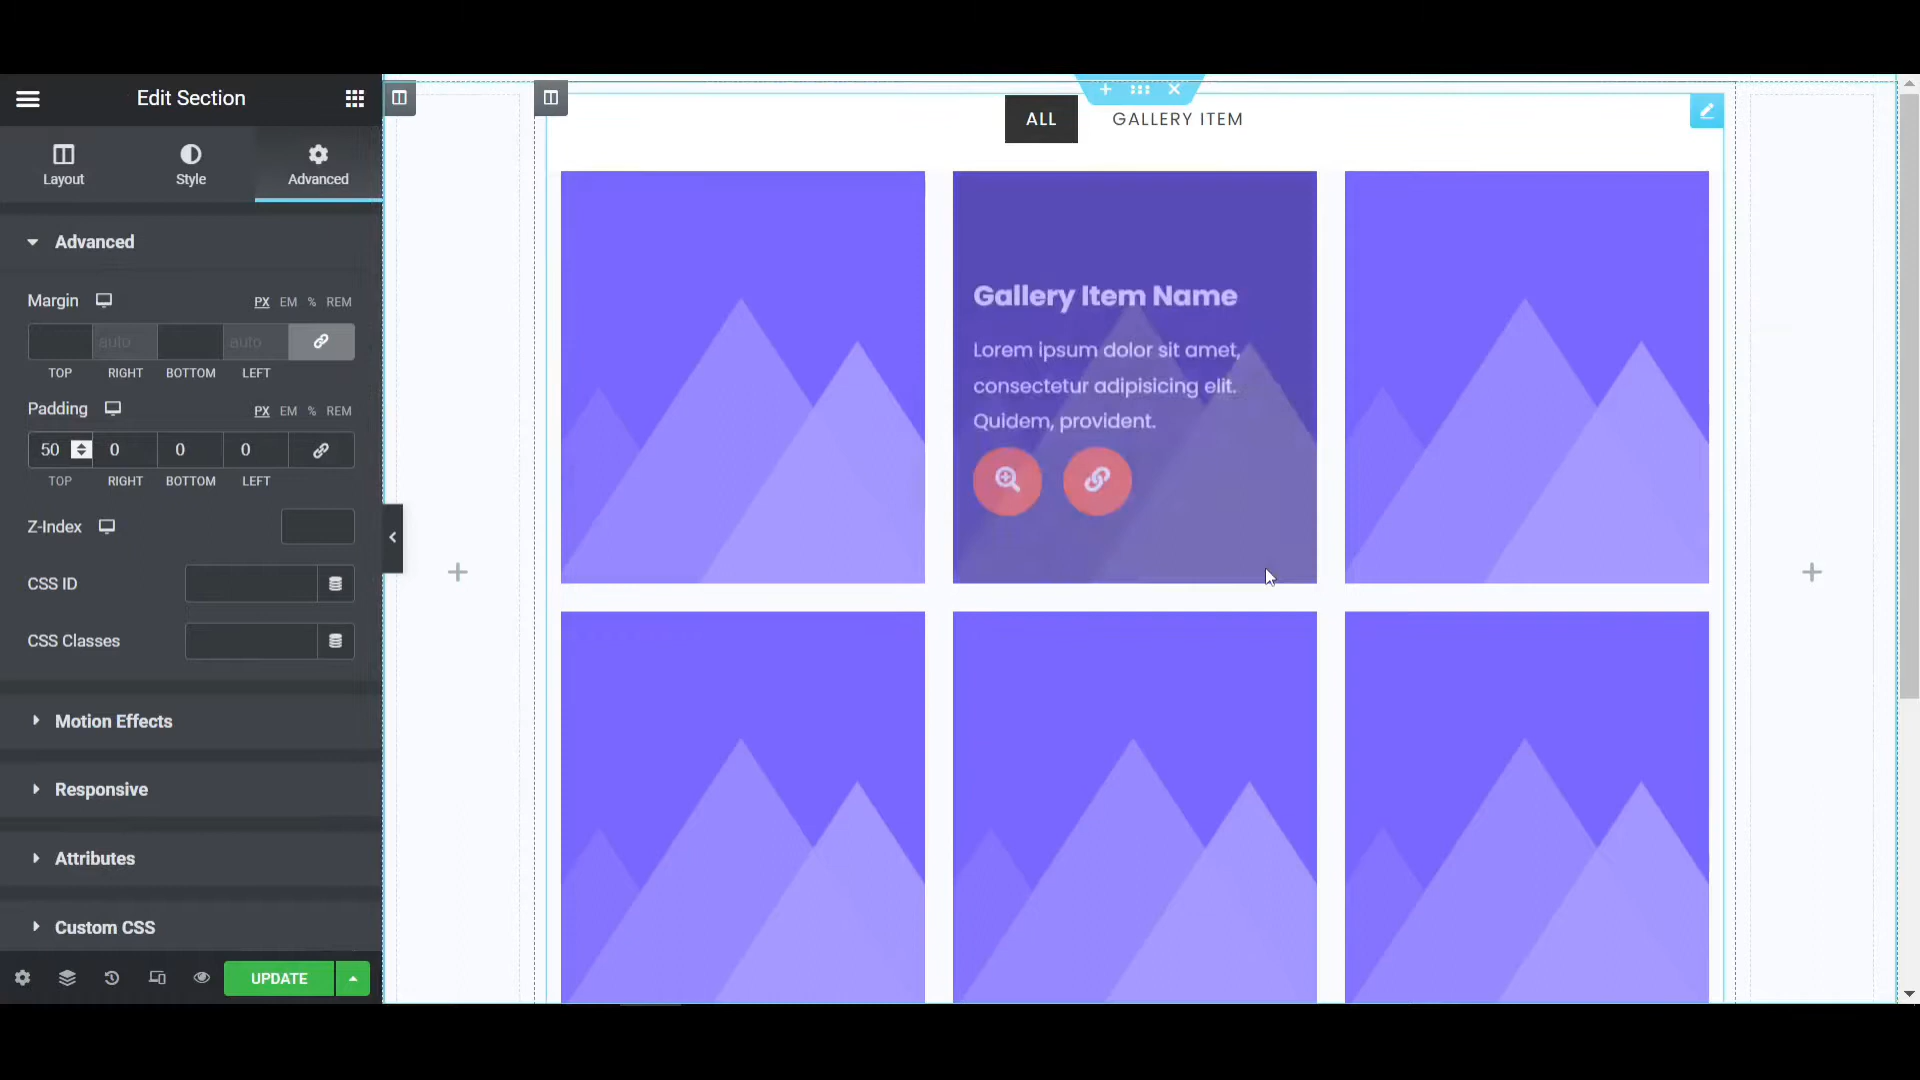 Edit Section
Layout
Style
Advanced
Advanced
Margin
PX EM % REM
auto auto
TOP RIGHT BOTTOM LEFT
Padding
PX EM % REM
50 0 0 0
TOP RIGHT BOTTOM LEFT
Z-Index
CSS ID
CSS Classes
Motion Effects
Responsive
Attributes
Custom CSS
UPDATE
ALL
GALLERY ITEM
Gallery Item Name
Lorem ipsum dolor sit amet,
consectetur adipisicing elit.
Quidem, provident.